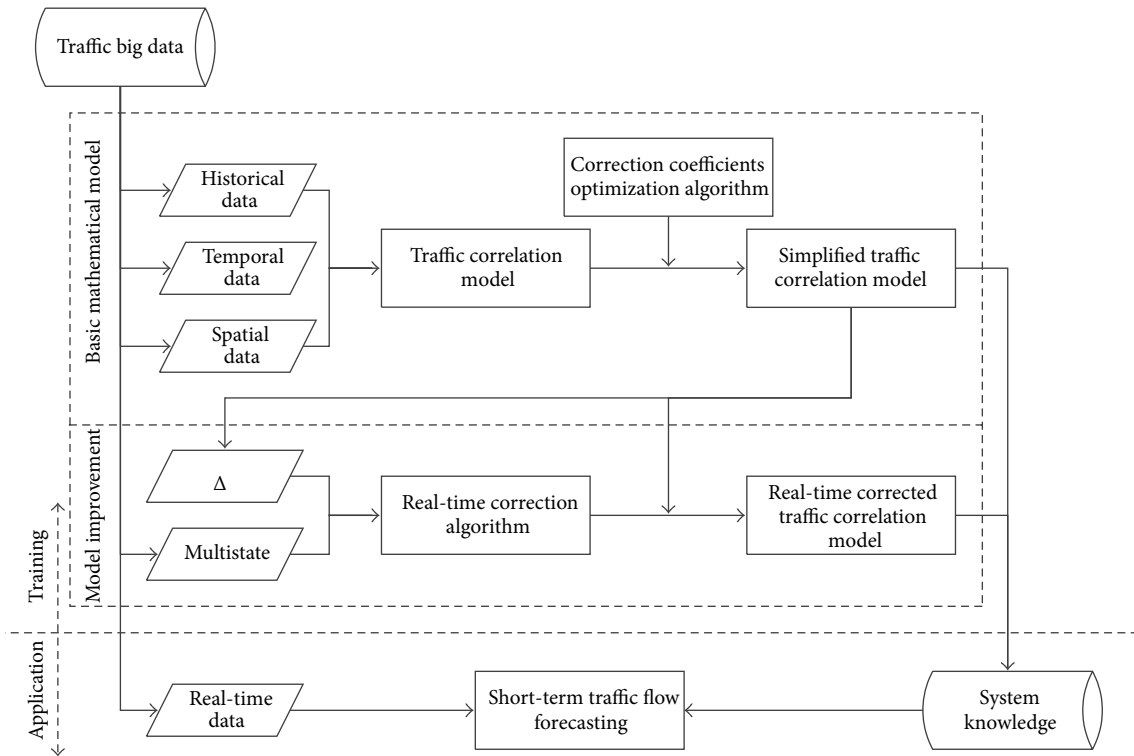 Traffic big data
Basic mathematical model
Historical
data
Temporal
data
Spatial
data
Traffic correlation
model
Correction coefficients
optimization algorithm
Simplified traffic
correlation model
Model improvement
Δ
Multistate
Real-time correction
algorithm
Real-time corrected
traffic correlation
model
Training
Application
Real-time
data
Short-term traffic flow
forecasting
System
knowledge